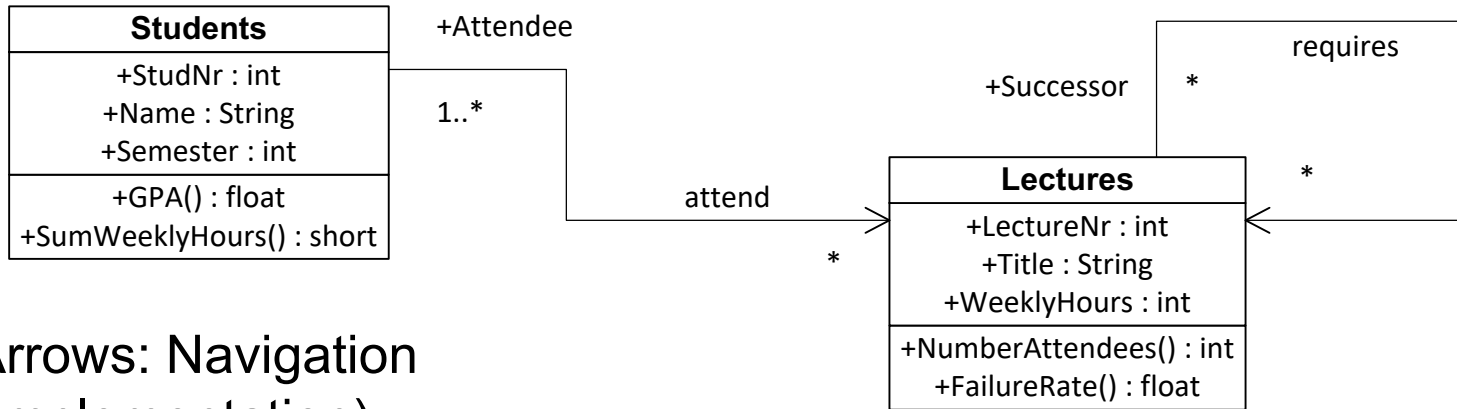 Students
+StudNr : int
+Name : String
+Semester : int
+GPA() : float
+SumWeeklyHours() : short
+Attendee
1..*
attend
*
+Successor
*
requires
*
Lectures
+LectureNr : int
+Title : String
+WeeklyHours : int
+NumberAttendees() : int
+FailureRate() : float
Arrows: Navigation